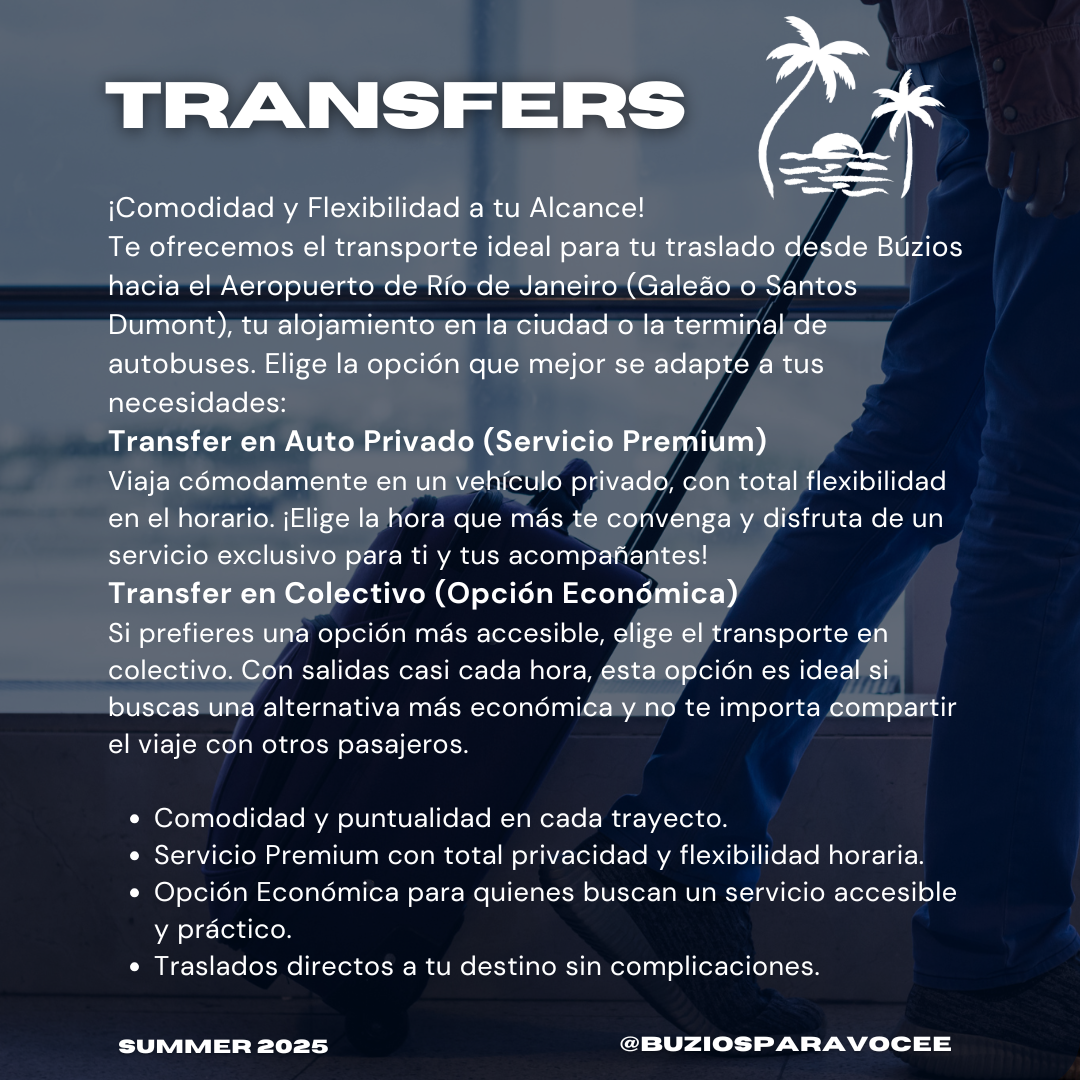 TRANSFERS
¡Comodidad y Flexibilidad a tu Alcance!
Te ofrecemos el transporte ideal para tu traslado desde Búzios
hacia el Aeropuerto de Río de Janeiro (Galeão o Santos
Dumont), tu alojamiento en la ciudad o la terminal de
autobuses. Elige la opción que mejor se adapte a tus
necesidades:
Transfer en Auto Privado (Servicio Premium)
Viaja cómodamente en un vehículo privado, con total flexibilidad
en el horario. ¡Elige la hora que más te convenga y disfruta de un
servicio exclusivo para ti y tus acompañantes!
Transfer en Colectivo (Opción Económica)
Si prefieres una opción más accesible, elige el transporte en
colectivo. Con salidas casi cada hora, esta opción es ideal si
buscas una alternativa más económica y no te importa compartir
el viaje con otros pasajeros.
• Comodidad y puntualidad en cada trayecto.
• Servicio Premium con total privacidad y flexibilidad horaria.
• Opción Económica para quienes buscan un servicio accesible
y práctico.
• Traslados directos a tu destino sin complicaciones.
SUMMER 2025
@BUZIOSPARAVOCEE